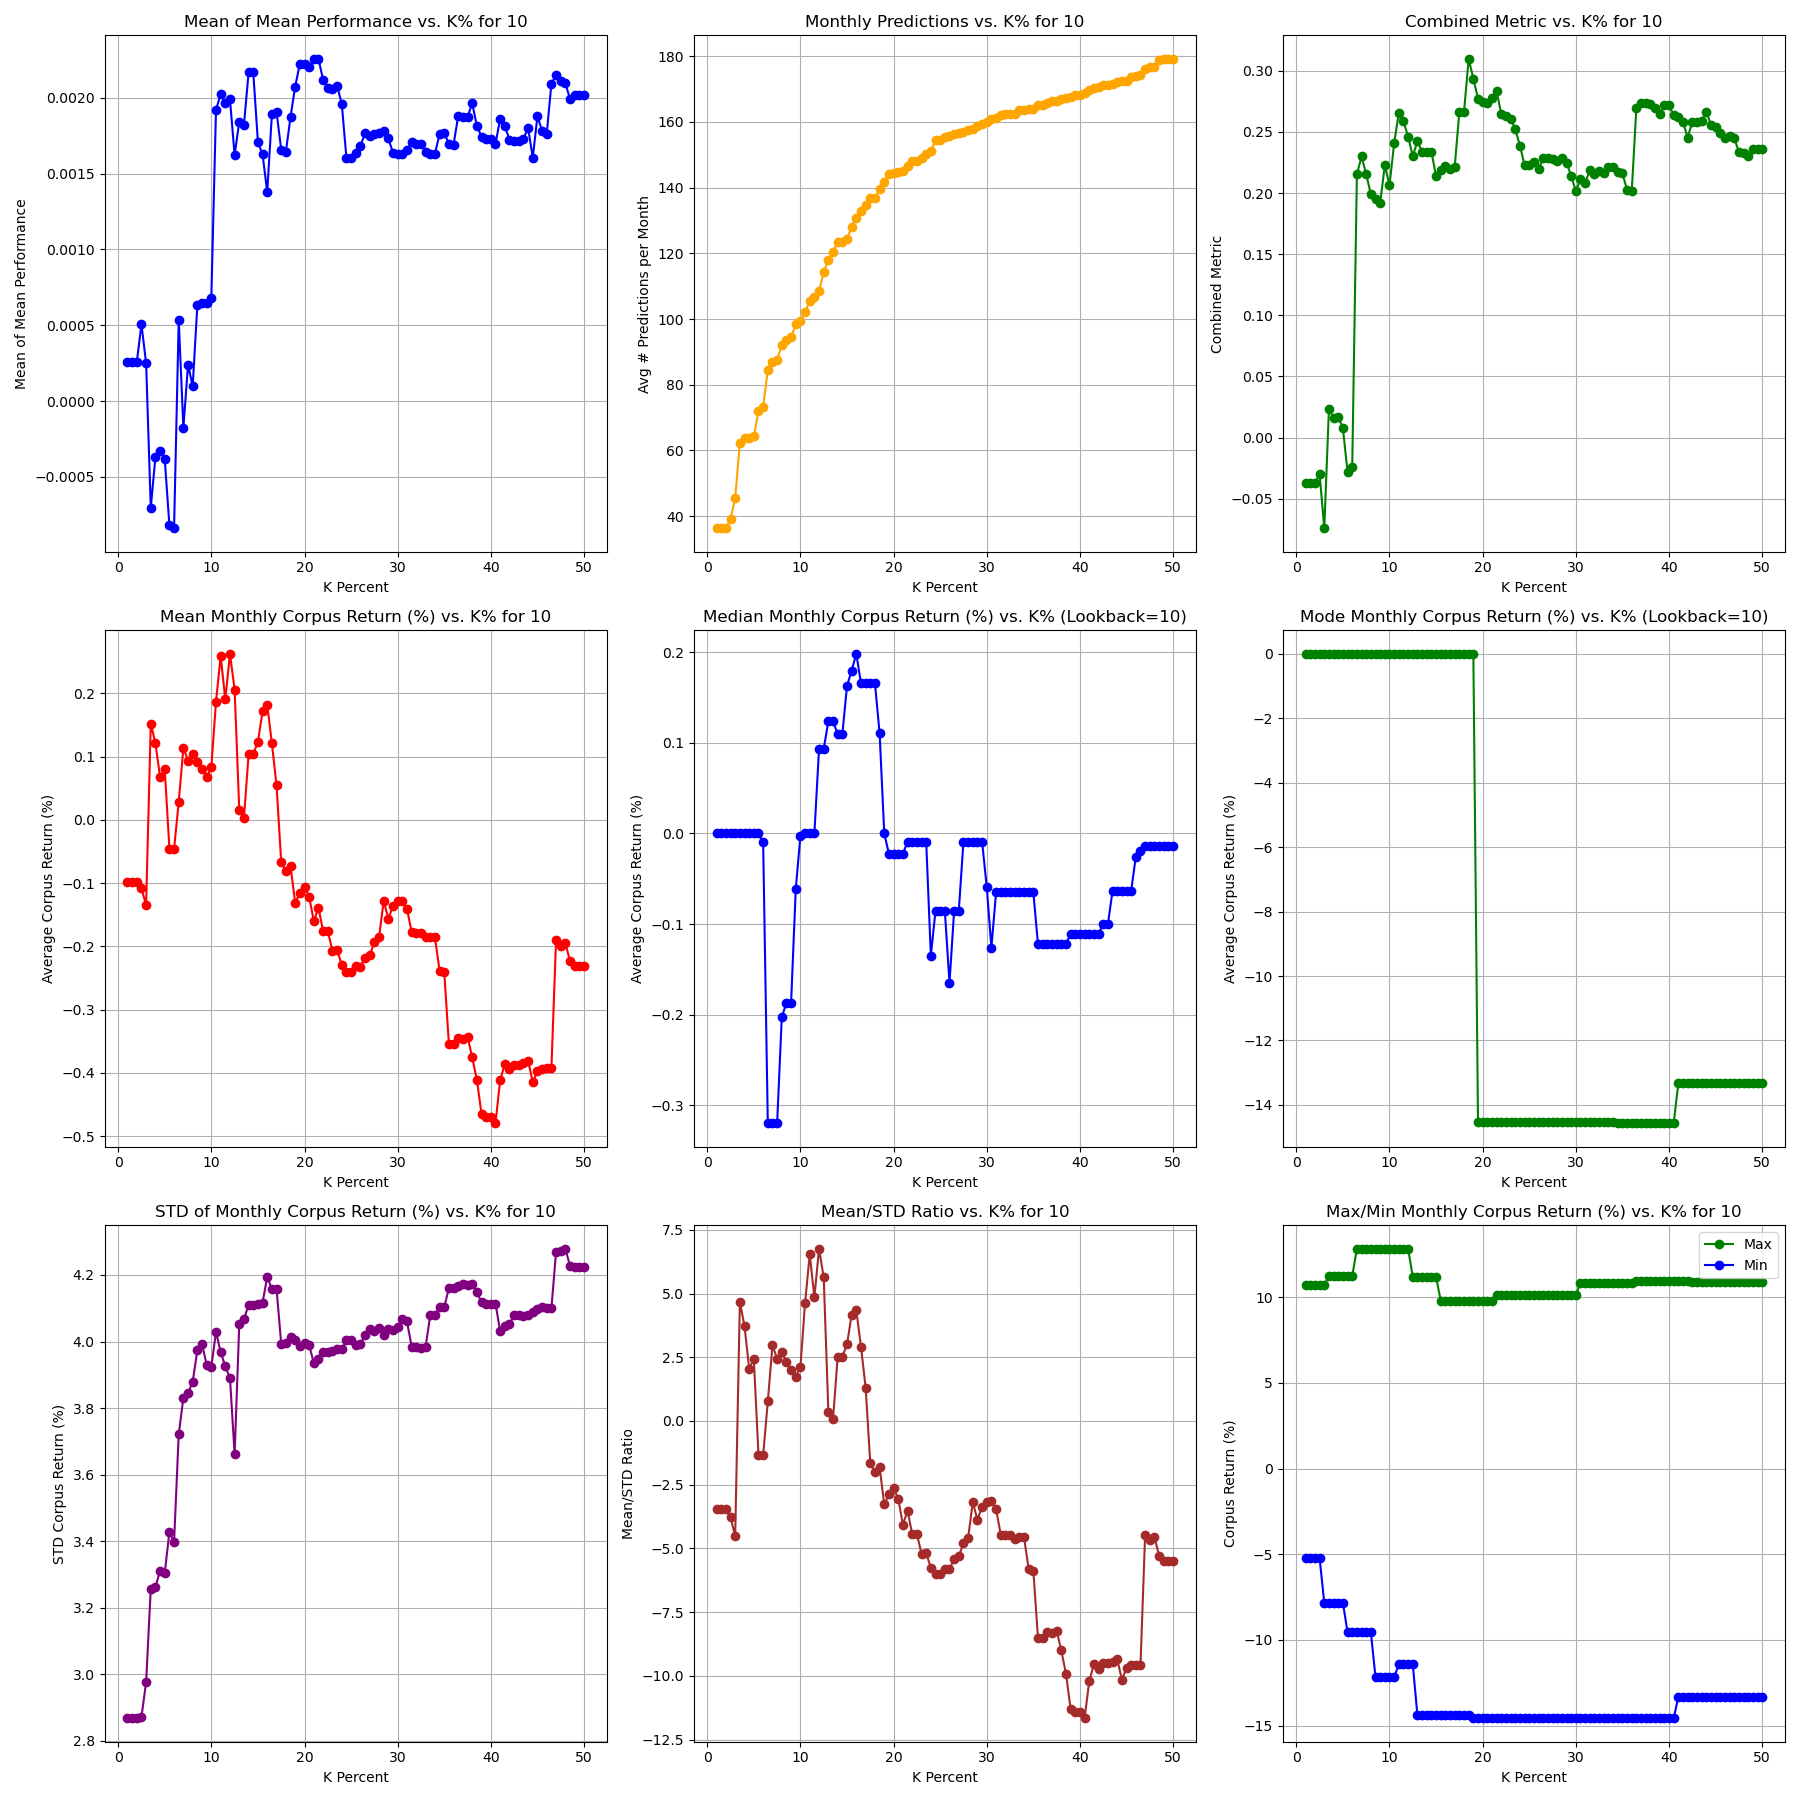 Mean of Mean Performance vs. K% for 10
Mean of Mean Performance
0.0020
0.0015
0.0010
0.0005
0.0000
−0.0005
0 10 20 30 40 50
K Percent
Monthly Predictions vs. K% for 10
Avg # Predictions per Month
180
160
140
120
100
80
60
40
0 10 20 30 40 50
K Percent
Combined Metric vs. K% for 10
Combined Metric
0.30
0.25
0.20
0.15
0.10
0.05
0.00
−0.05
0 10 20 30 40 50
K Percent
Mean Monthly Corpus Return (%) vs. K% for 10
Average Corpus Return (%)
0.2
0.1
0.0
−0.1
−0.2
−0.3
−0.4
−0.5
0 10 20 30 40 50
K Percent
Median Monthly Corpus Return (%) vs. K% (Lookback=10)
Average Corpus Return (%)
0.2
0.1
0.0
−0.1
−0.2
−0.3
0 10 20 30 40 50
K Percent
Mode Monthly Corpus Return (%) vs. K% (Lookback=10)
Average Corpus Return (%)
0
−2
−4
−6
−8
−10
−12
−14
0 10 20 30 40 50
K Percent
STD of Monthly Corpus Return (%) vs. K% for 10
STD Corpus Return (%)
4.2
4.0
3.8
3.6
3.4
3.2
3.0
2.8
0 10 20 30 40 50
K Percent
Mean/STD Ratio vs. K% for 10
Mean/STD Ratio
7.5
5.0
2.5
0.0
−2.5
−5.0
−7.5
−10.0
−12.5
0 10 20 30 40 50
K Percent
Max/Min Monthly Corpus Return (%) vs. K% for 10
Corpus Return (%)
Max
Min
10
5
0
−5
−10
−15
0 10 20 30 40 50
K Percent